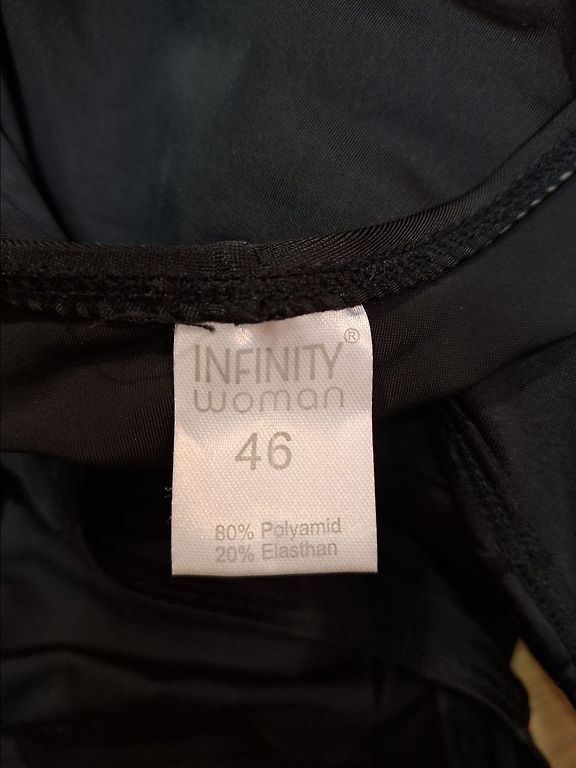 INFINITY®
woman
46
80% Polyamid
20% Elasthan